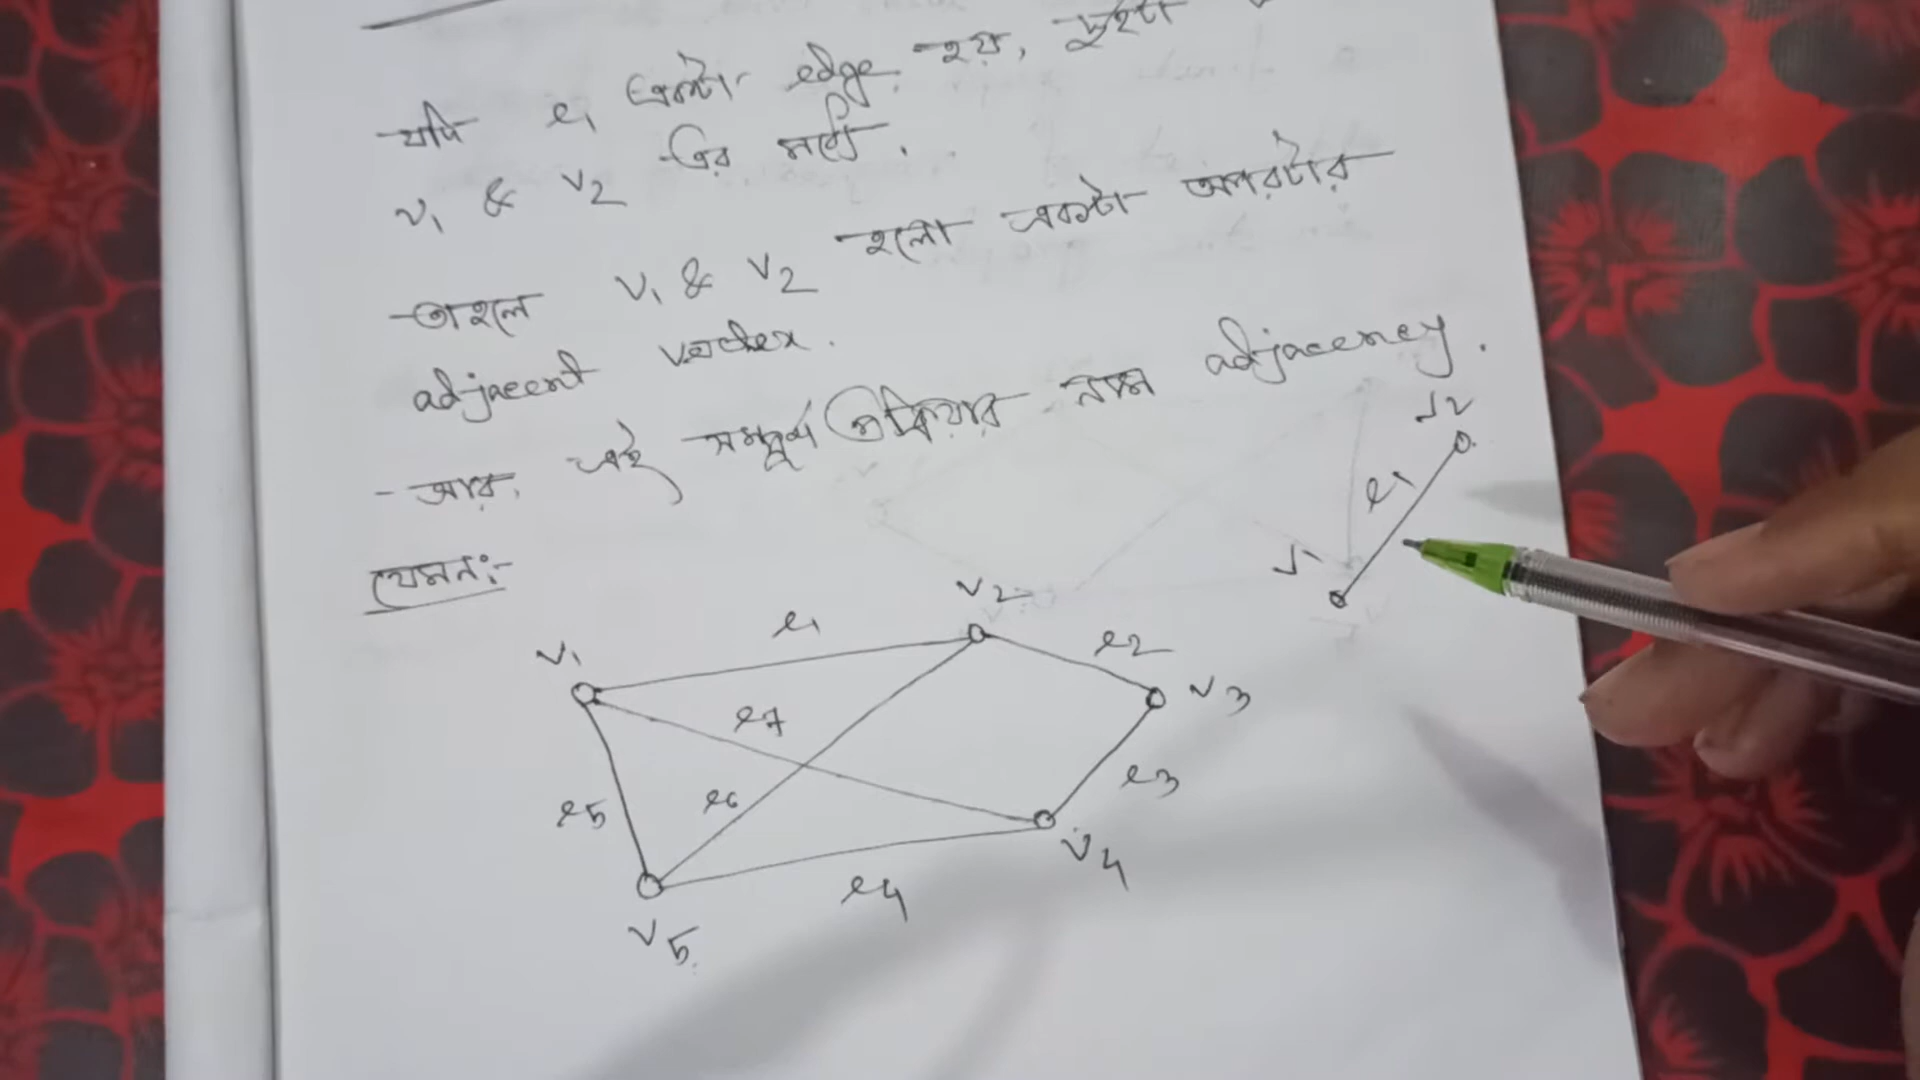 যদি e1 একটা edge হয়, দুইটা
v1 & v2 এর মধ্যে.
তাহলে v1 & v2 হলো একটা অপরটার
adjacent vertex.
- আর, এই সম্পূর্ণ প্রক্রিয়ার নাম adjacency.
যেমনঃ-
v2
e1
v1
v2
e1
e2
v1
v3
e7
e3
e5
e6
v4
e4
v5